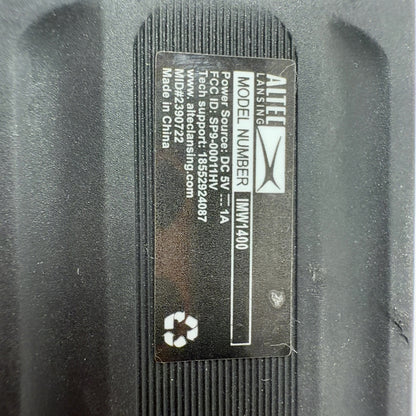 ALTEC
LANSING
MODEL NUMBER IMW1400
Power Source: DC 5V ⎓ 1A
FCC ID: SP9-00011HV
Tech support: 18552924087
www.alteclansing.com
MID#2390722
Made in China